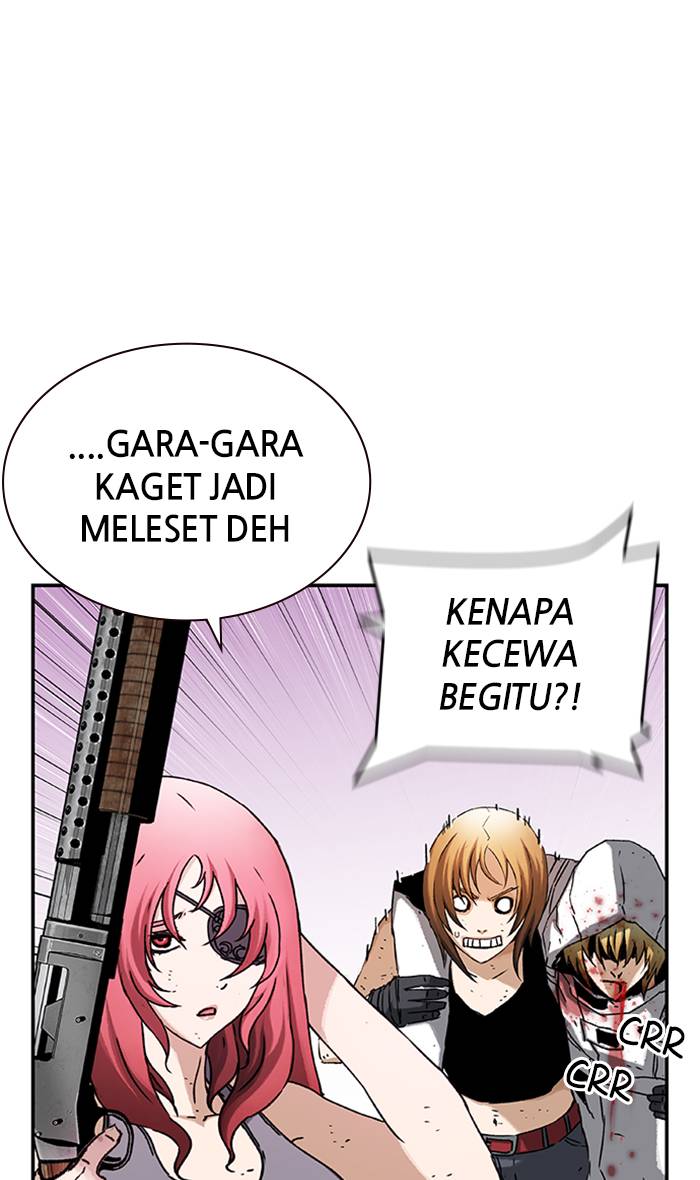 ....GARA-GARA
KAGET JADI
MELESET DEH
KENAPA
KECEWA
BEGITU?!
CRR
CRR